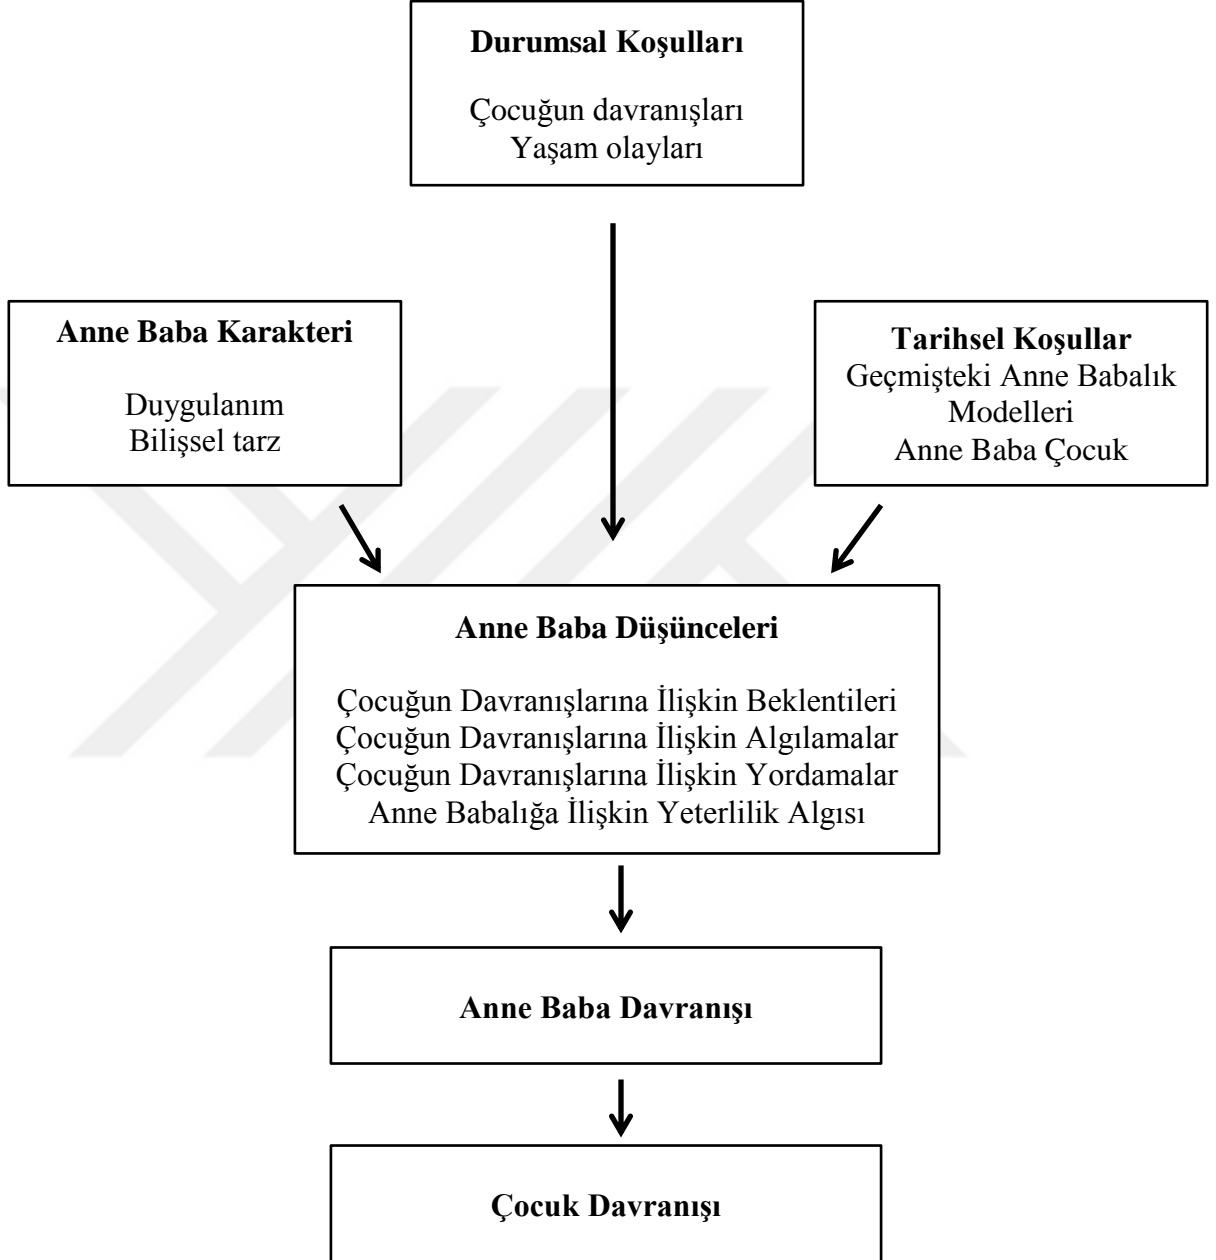 Durumsal Koşulları
Çocuğun davranışları
Yaşam olayları
Anne Baba Karakteri
Duygulanım
Bilişsel tarz
Tarihsel Koşullar
Geçmişteki Anne Babalık
Modelleri
Anne Baba Çocuk
Anne Baba Düşünceleri
Çocuğun Davranışlarına İlişkin Beklentileri
Çocuğun Davranışlarına İlişkin Algılamalar
Çocuğun Davranışlarına İlişkin Yordamalar
Anne Babalığa İlişkin Yeterlilik Algısı
Anne Baba Davranışı
Çocuk Davranışı